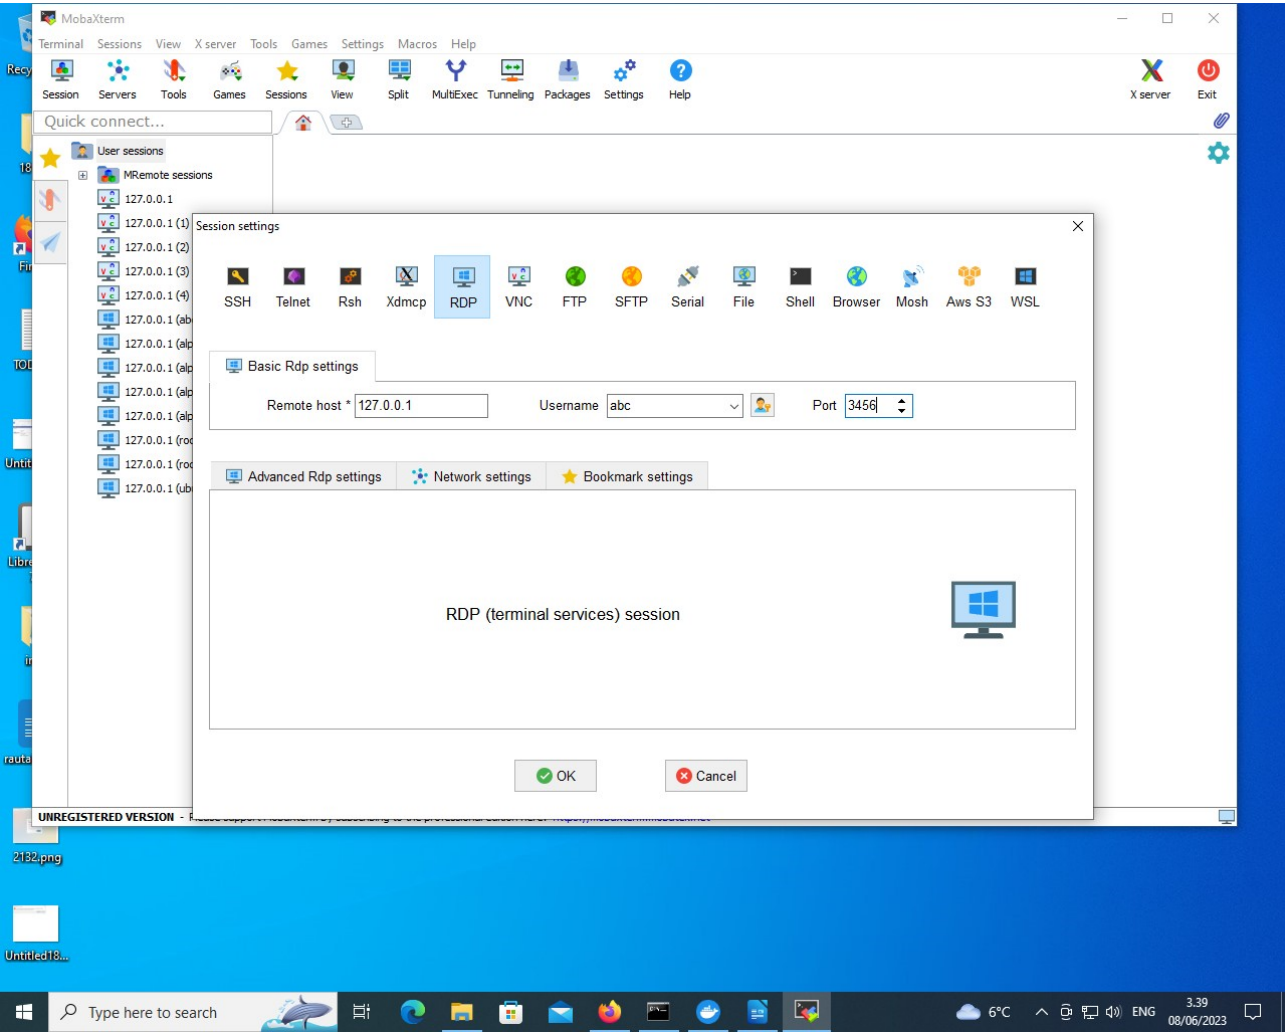 MobaXterm
Terminal Sessions View X server Tools Games Settings Macros Help
Session Servers Tools Games Sessions View Split MultiExec Tunneling Packages Settings Help X server Exit
Quick connect...
User sessions
MRemote sessions
127.0.0.1
127.0.0.1 (1)
127.0.0.1 (2)
127.0.0.1 (3)
127.0.0.1 (4)
127.0.0.1 (ab
127.0.0.1 (alp
127.0.0.1 (alp
127.0.0.1 (alp
127.0.0.1 (alp
127.0.0.1 (roo
127.0.0.1 (roo
127.0.0.1 (ubu
Session settings
SSH Telnet Rsh Xdmcp RDP VNC FTP SFTP Serial File Shell Browser Mosh Aws S3 WSL
Basic Rdp settings
Remote host * 127.0.0.1 Username abc Port 3456
Advanced Rdp settings Network settings Bookmark settings
RDP (terminal services) session
OK Cancel
UNREGISTERED VERSION -
Recy
18
Untit
Libre
rauta
2132.png
Untitled18...
Type here to search
6°C ENG 3.39
08/06/2023